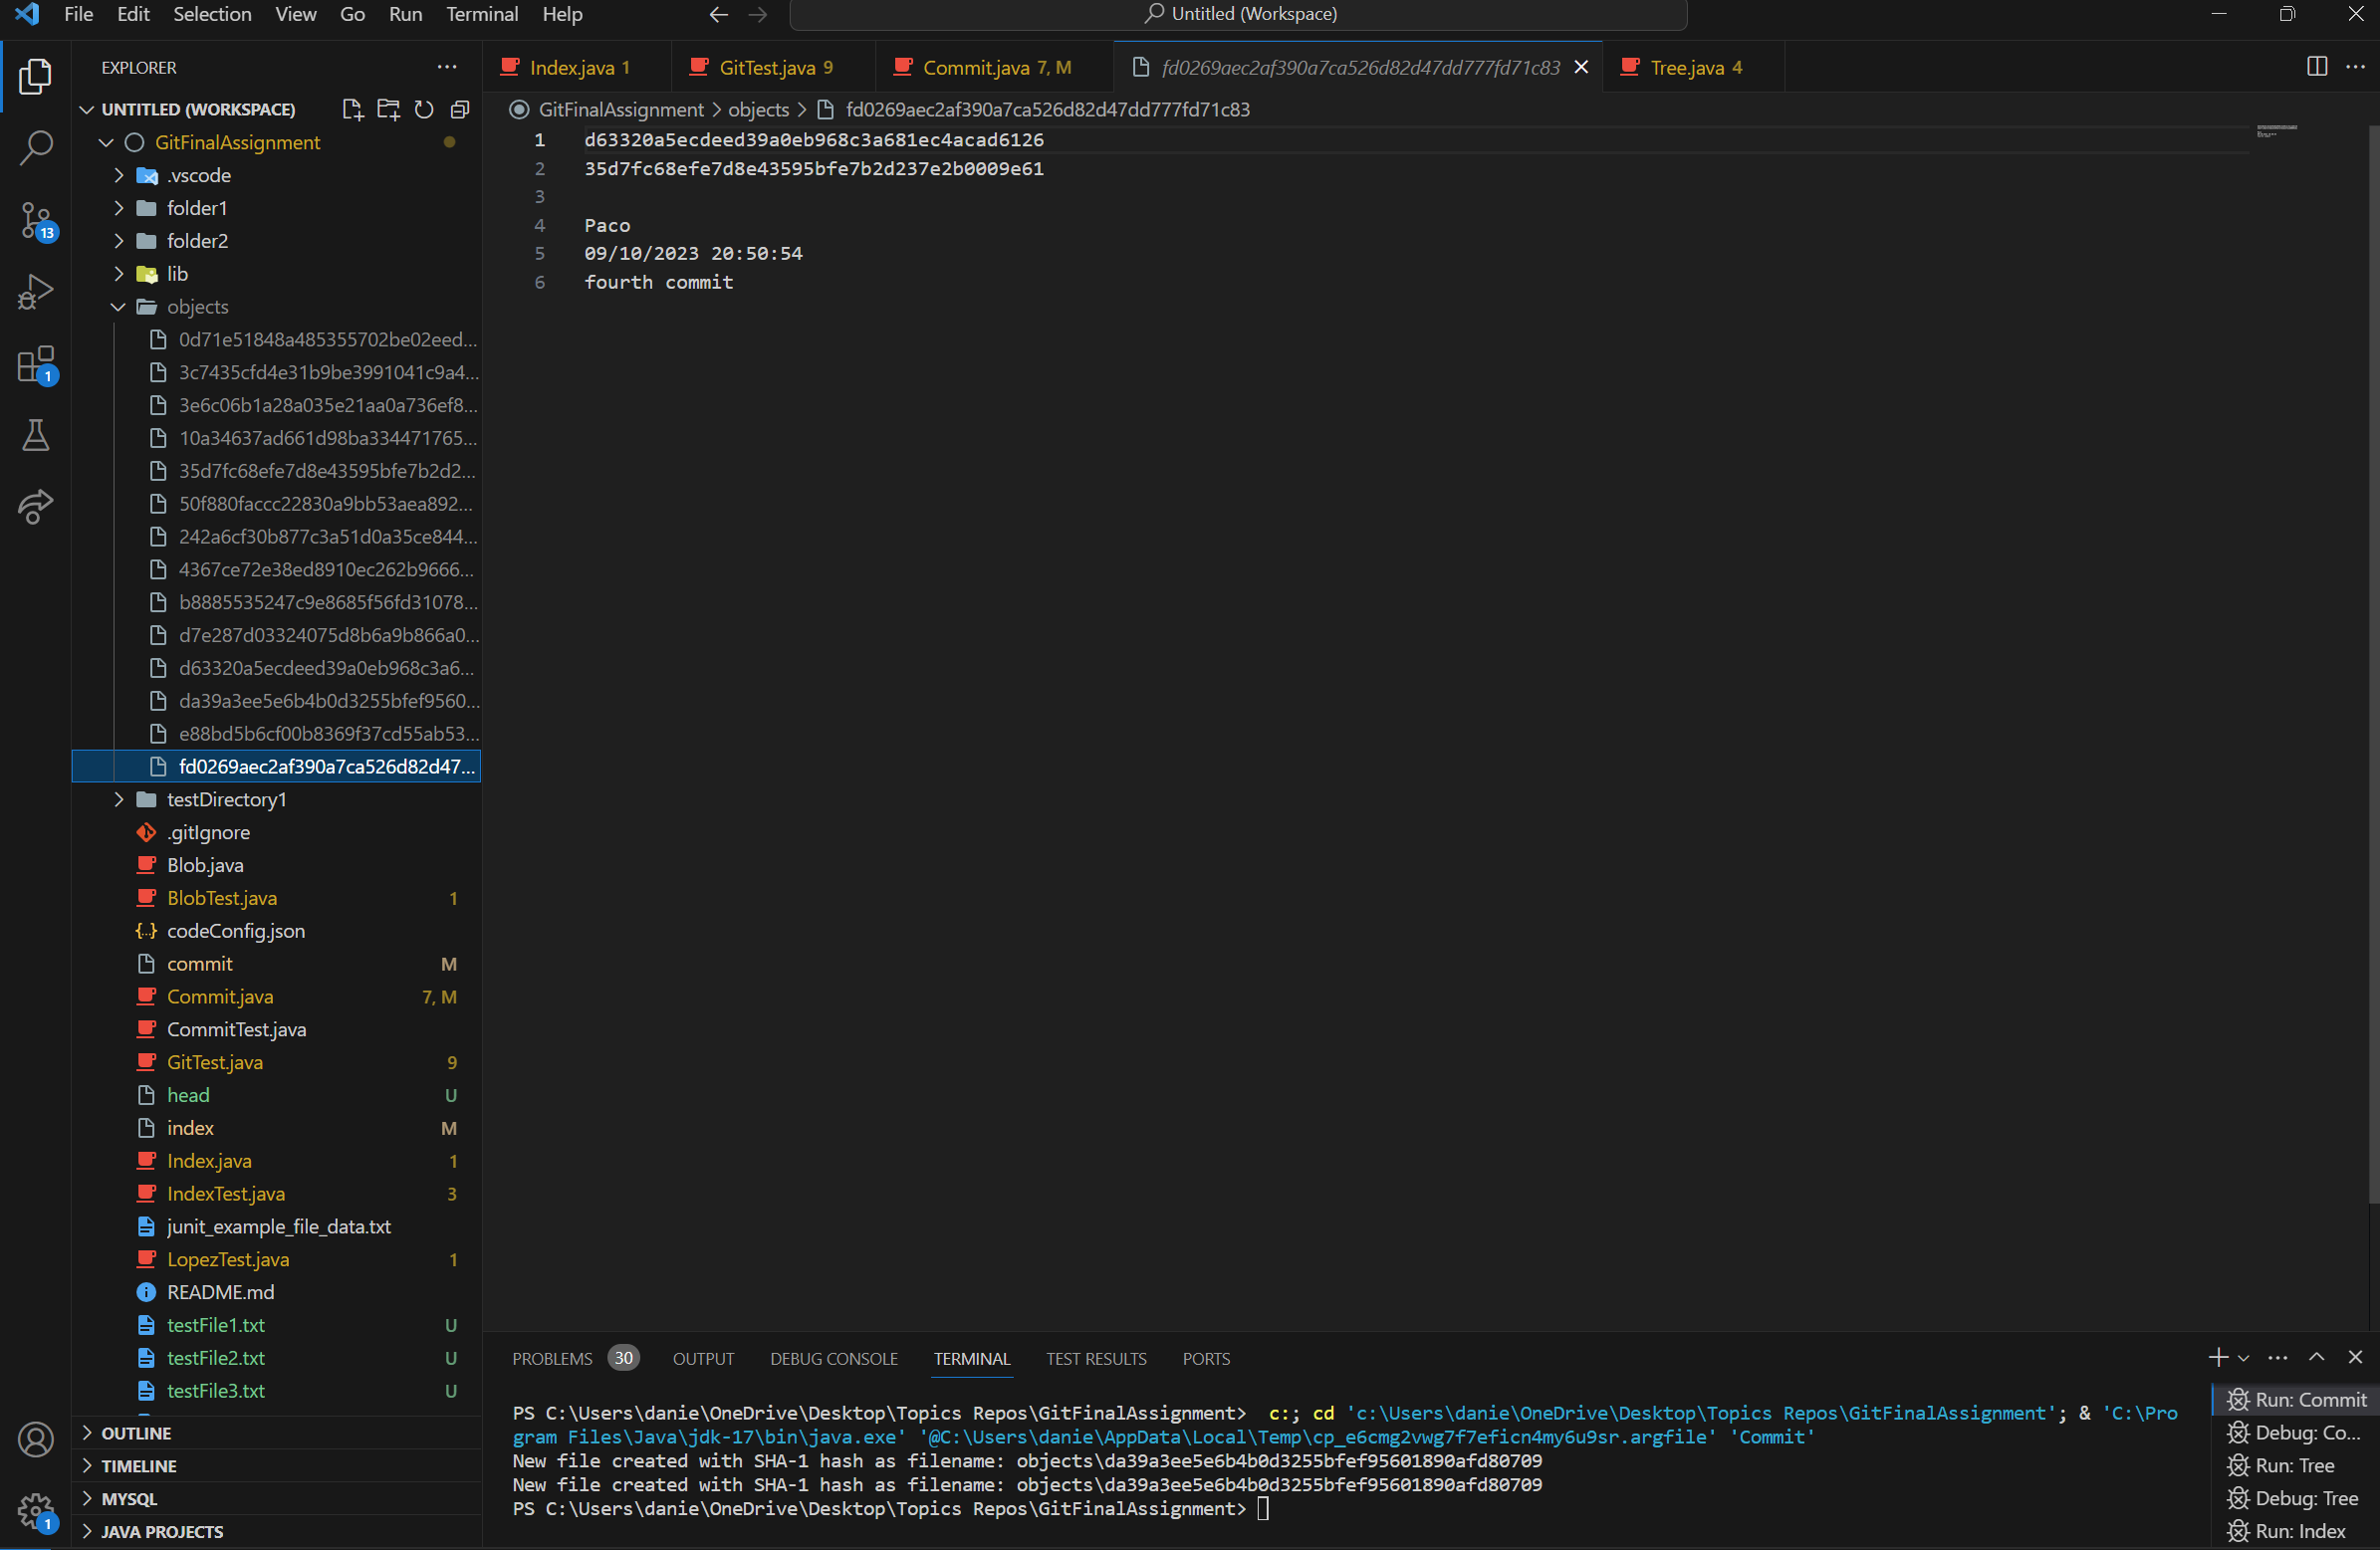 File Edit Selection View Go Run Terminal Help
Untitled (Workspace)
EXPLORER
UNTITLED (WORKSPACE)
GitFinalAssignment
.vscode
folder1
folder2
lib
objects
0d71e51848a485355702be02eed...
3c7435cfd4e31b9be3991041c9a4...
3e6c06b1a28a035e21aa0a736ef8...
10a34637ad661d98ba334471765...
35d7fc68efe7d8e43595bfe7b2d2...
50f880faccc22830a9bb53aea892...
242a6cf30b877c3a51d0a35ce844...
4367ce72e38ed8910ec262b9666...
b8885535247c9e8685f56fd31078...
d7e287d03324075d8b6a9b866a0...
d63320a5ecdeed39a0eb968c3a6...
da39a3ee5e6b4b0d3255bfef9560...
e88bd5b6cf00b8369f37cd55ab53...
fd0269aec2af390a7ca526d82d47...
testDirectory1
.gitIgnore
Blob.java
BlobTest.java 1
codeConfig.json
commit M
Commit.java 7, M
CommitTest.java
GitTest.java 9
head U
index M
Index.java 1
IndexTest.java 3
junit_example_file_data.txt
LopezTest.java 1
README.md
testFile1.txt U
testFile2.txt U
testFile3.txt U
OUTLINE
TIMELINE
MYSQL
JAVA PROJECTS
13
1
1
Index.java 1 GitTest.java 9 Commit.java 7, M fd0269aec2af390a7ca526d82d47dd777fd71c83 Tree.java 4
GitFinalAssignment > objects > fd0269aec2af390a7ca526d82d47dd777fd71c83
1 d63320a5ecdeed39a0eb968c3a681ec4acad6126
2 35d7fc68efe7d8e43595bfe7b2d237e2b0009e61
3
4 Paco
5 09/10/2023 20:50:54
6 fourth commit
PROBLEMS 30 OUTPUT DEBUG CONSOLE TERMINAL TEST RESULTS PORTS
PS C:\Users\danie\OneDrive\Desktop\Topics Repos\GitFinalAssignment> c:; cd 'c:\Users\danie\OneDrive\Desktop\Topics Repos\GitFinalAssignment'; & 'C:\Pro
gram Files\Java\jdk-17\bin\java.exe' '@C:\Users\danie\AppData\Local\Temp\cp_e6cmg2vwg7f7eficn4my6u9sr.argfile' 'Commit'
New file created with SHA-1 hash as filename: objects\da39a3ee5e6b4b0d3255bfef95601890afd80709
New file created with SHA-1 hash as filename: objects\da39a3ee5e6b4b0d3255bfef95601890afd80709
PS C:\Users\danie\OneDrive\Desktop\Topics Repos\GitFinalAssignment>
Run: Commit
Debug: Co...
Run: Tree
Debug: Tree
Run: Index